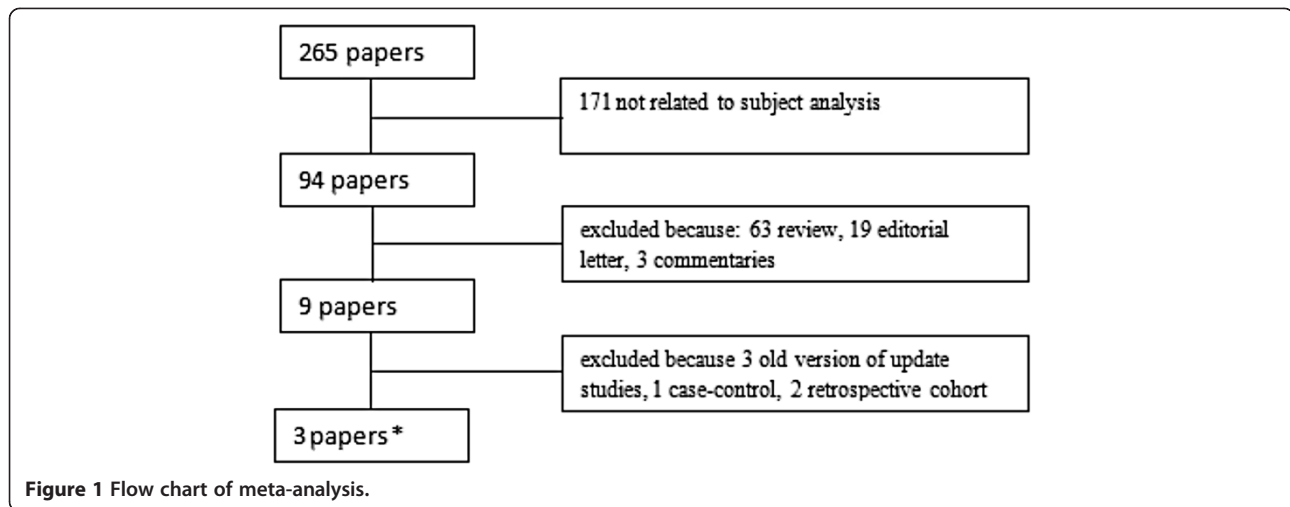 265 papers
171 not related to subject analysis
94 papers
excluded because: 63 review, 19 editorial
letter, 3 commentaries
9 papers
excluded because 3 old version of update
studies, 1 case-control, 2 retrospective cohort
3 papers*
Figure 1 Flow chart of meta-analysis.